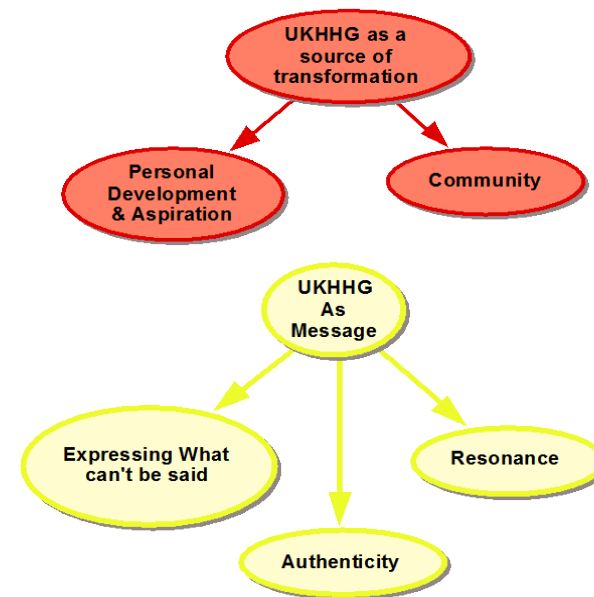 UKHHG as a
source of
transformation
Personal
Development
& Aspiration
Community
UKHHG
As
Message
Expressing What
can't be said
Resonance
Authenticity